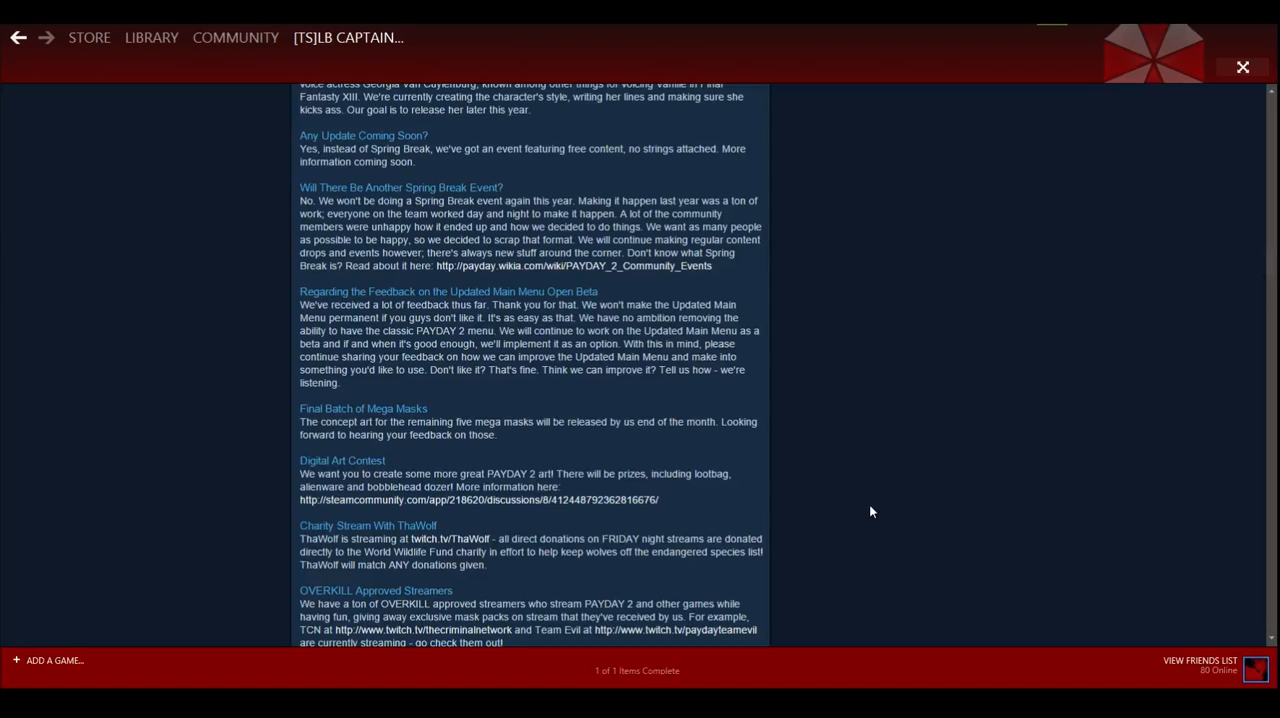 STORE LIBRARY COMMUNITY [TS]LB CAPTAIN...
voice actress Georgia Van Cuylenburg, known among other things for voicing Vanille in Final
Fantasy XIII. We're currently creating the character's style, writing her lines and making sure she
kicks ass. Our goal is to release her later this year.
Any Update Coming Soon?
Yes, instead of Spring Break, we've got an event featuring free content, no strings attached. More
information coming soon.
Will There Be Another Spring Break Event?
No. We won't be doing a Spring Break event again this year. Making it happen last year was a ton of
work; everyone on the team worked day and night to make it happen. A lot of the community
members were unhappy how it ended up and how we decided to do things. We want as many people
as possible to be happy, so we decided to scrap that format. We will continue making regular content
drops and events however; there's always new stuff around the corner. Don't know what Spring
Break is? Read about it here: http://payday.wikia.com/wiki/PAYDAY_2_Community_Events
Regarding the Feedback on the Updated Main Menu Open Beta
We've received a lot of feedback thus far. Thank you for that. We won't make the Updated Main
Menu permanent if you guys don't like it. It's as easy as that. We have no ambition removing the
ability to have the classic PAYDAY 2 menu. We will continue to work on the Updated Main Menu as a
beta and if and when it's good enough, we'll implement it as an option. With this in mind, please
continue sharing your feedback on how we can improve the Updated Main Menu and make into
something you'd like to use. Don't like it? That's fine. Think we can improve it? Tell us how - we're
listening.
Final Batch of Mega Masks
The concept art for the remaining five mega masks will be released by us end of the month. Looking
forward to hearing your feedback on those.
Digital Art Contest
We want you to create some more great PAYDAY 2 art! There will be prizes, including lootbag,
alienware and bobblehead dozer! More information here:
http://steamcommunity.com/app/218620/discussions/8/412448792362816676/
Charity Stream With ThaWolf
ThaWolf is streaming at twitch.tv/ThaWolf - all direct donations on FRIDAY night streams are donated
directly to the World Wildlife Fund charity in effort to help keep wolves off the endangered species list!
ThaWolf will match ANY donations given.
OVERKILL Approved Streamers
We have a ton of OVERKILL approved streamers who stream PAYDAY 2 and other games while
having fun, giving away exclusive mask packs on stream that they've received by us. For example,
TCN at http://www.twitch.tv/thecriminalnetwork and Team Evil at http://www.twitch.tv/paydayteamevil
are currently streaming - go check them out!
+ ADD A GAME...
1 of 1 Items Complete
VIEW FRIENDS LIST
80 Online